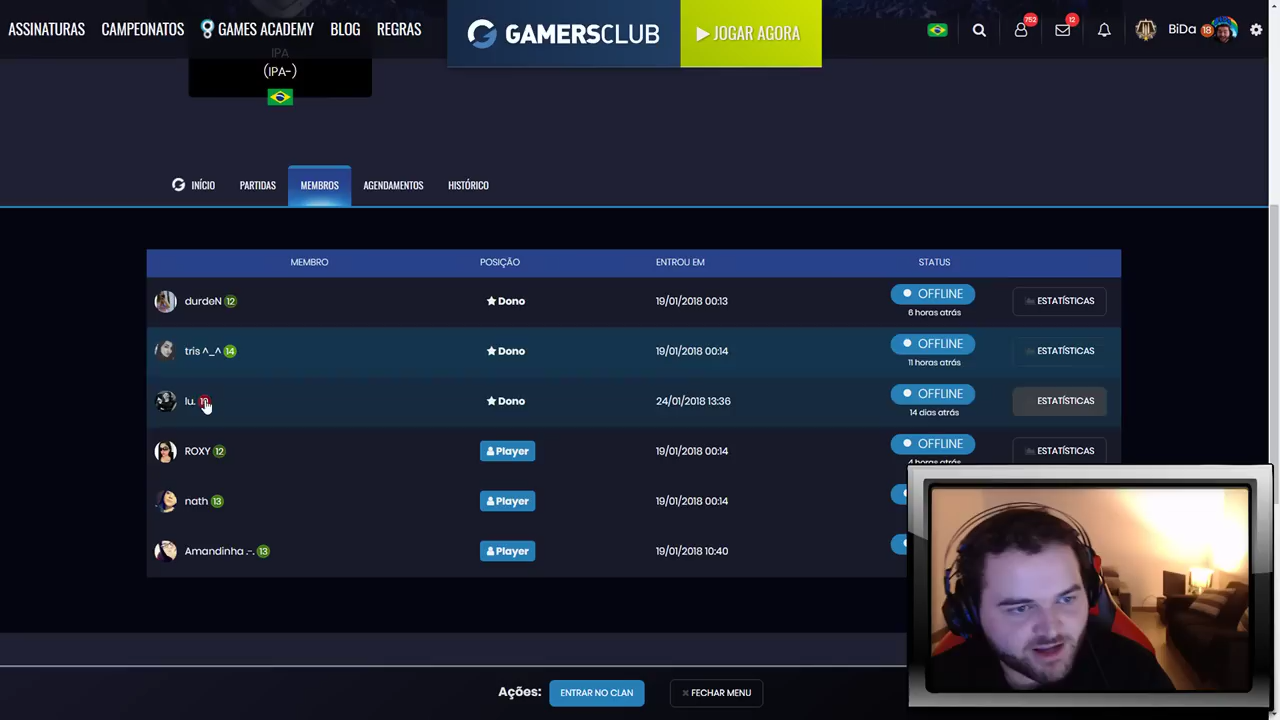 ASSINATURAS CAMPEONATOS GAMES ACADEMY BLOG REGRAS GAMERSCLUB JOGAR AGORA 752 12 BiDa 18
IPA
(IPA-)
INÍCIO PARTIDAS MEMBROS AGENDAMENTOS HISTÓRICO
MEMBRO POSIÇÃO ENTROU EM STATUS
durdeN 12 Dono 19/01/2018 00:13 OFFLINE ESTATÍSTICAS
6 horas atrás
tris ^_^ 14 Dono 19/01/2018 00:14 OFFLINE ESTATÍSTICAS
11 horas atrás
lu. Dono 24/01/2018 13:36 OFFLINE ESTATÍSTICAS
14 dias atrás
ROXY 12 Player 19/01/2018 00:14 OFFLINE ESTATÍSTICAS
4 horas atrás
nath 13 Player 19/01/2018 00:14
Amandinha .-. 13 Player 19/01/2018 10:40
Ações: ENTRAR NO CLAN FECHAR MENU